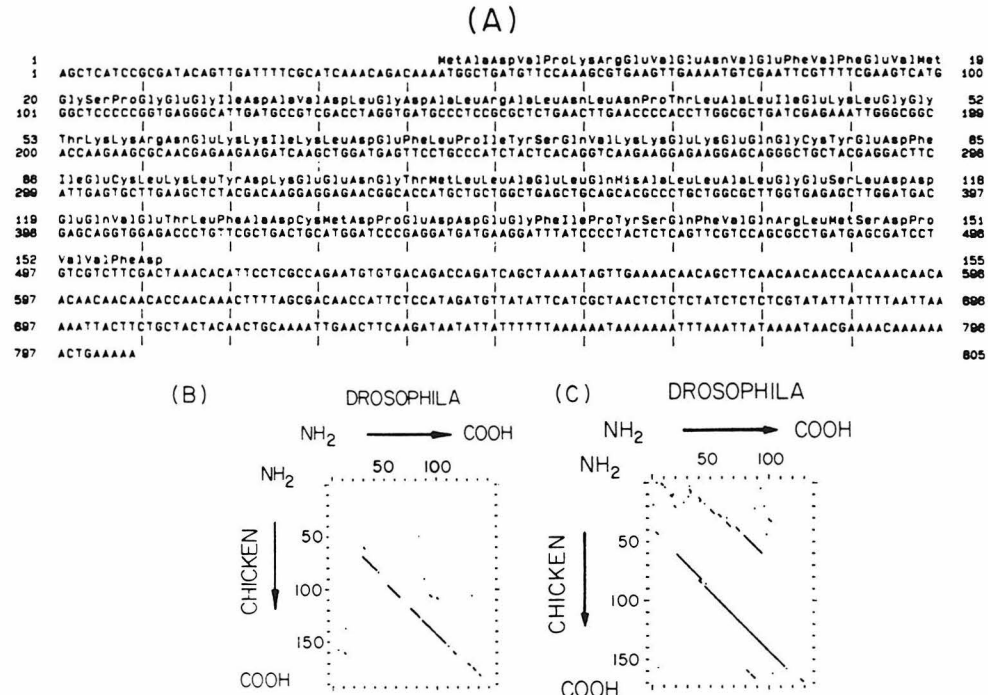 (A)
1 MetAlaAspValProLysArgGluValGluAsnValGluPheValPheGluValMet 19
1 AGCTCATCCGCGATACAGTTGATTTTCGCATCAAACAGACAAAATGGCTGATGTTCCAAAGCGTGAAGTTGAAAATGTCGAATTCGTTTTCGAAGTCATG 100
20 GlySerProGlyGluGlyIleAspAlaValAspLeuGlyAspAlaLeuArgAlaLeuAsnLeuAsnProThrLeuAlaLeuIleGluLysLeuGlyGly 52
101 GGCTCCCCCGGTGAGGGCATTGATGCCGTCGACCTAGGTGATGCCCTCCGCGCTCTGAACTTGAACCCCACCTTGGCGCTGATCGAGAAATTGGGCGGC 199
53 ThrLysLysArgAsnGluLysLysIleLysLeuAspGluPheLeuProIleTyrSerGlnValLysLysGluLysGluGlnGlyCysTyrGluAspPhe 85
200 ACCAAGAAGCGCAACGAGAAGAAGATCAAGCTGGATGAGTTCCTGCCCATCTACTCACAGGTCAAGAAGGAGAAGGAGCAGGGCTGCTACGAGGACTTC 298
86 IleGluCysLeuLysLeuTyrAspLysGluGluAsnGlyThrMetLeuLeuAlaGluLeuGlnHisAlaLeuLeuAlaLeuGlyGluSerLeuAspAsp 118
299 ATTGAGTGCTTGAAGCTCTACGACAAGGAGGAGAACGGCACCATGCTGCTGGCTGAGCTGCAGCACGCCCTGCTGGCGCTTGGTGAGAGCTTGGATGAC 397
119 GluGlnValGluThrLeuPheAlaAspCysMetAspProGluAspAspGluGlyPheIleProTyrSerGlnPheValGlnArgLeuMetSerAspPro 151
398 GAGCAGGTGGAGACCCTGTTCGCTGACTGCATGGATCCCGAGGATGATGAAGGATTTATCCCCTACTCTCAGTTCGTCCAGCGCCTGATGAGCGATCCT 496
152 ValValPheAsp 155
497 GTCGTCTTCGACTAAACACATTCCTCGCCAGAATGTGTGACAGACCAGATCAGCTAAAATAGTTGAAAACAACAGCTTCAACAACAACCAACAAACAACA 596
597 ACAACAACAACACCAACAAACTTTTAGCGACAACCATTCTCCATAGATGTTATATTCATCGCTAACTCTCTCTATCTCTCTCGTATATTATTTTAATTAA 696
697 AAATTACTTCTGCTACTACAACTGCAAAATTGAACTTCAAGATAATATTATTTTTTAAAAAATAAAAAAATTTAAATTATAAAATAACGAAAACAAAAAA 796
797 ACTGAAAAA 805
(B) DROSOPHILA
NH2 COOH
50 100
NH2
CHICKEN
50
100
150
COOH
(C) DROSOPHILA
NH2 COOH
NH2 50 100
CHICKEN
50
100
150
COOH